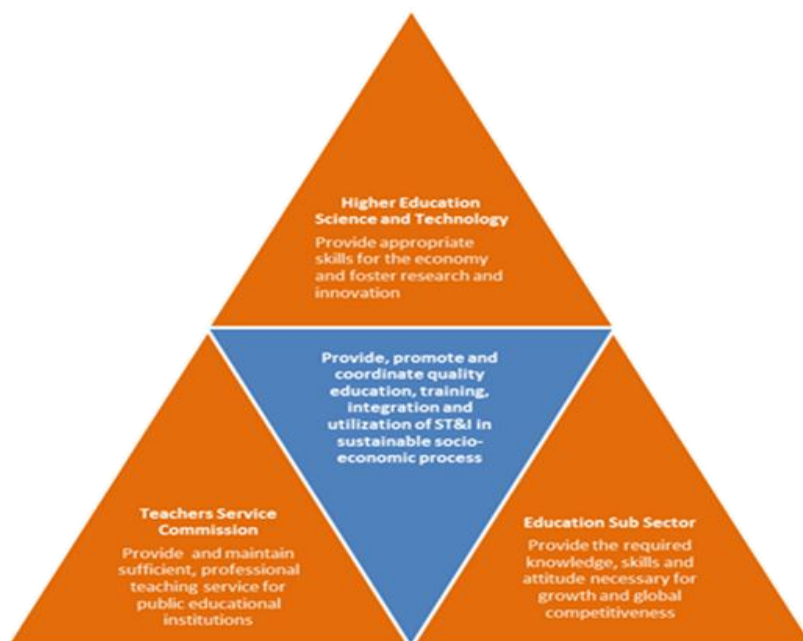 Higher Education
Science and Technology
Provide appropriate
skills for the economy
and foster research and
innovation
Provide, promote and
coordinate quality
education, training,
integration and
utilization of ST&I in
sustainable socio-
economic process
Teachers Service
Commission
Provide and maintain
sufficient, professional
teaching service for
public educational
institutions
Education Sub Sector
Provide the required
knowledge, skills and
attitude necessary for
growth and global
competitiveness